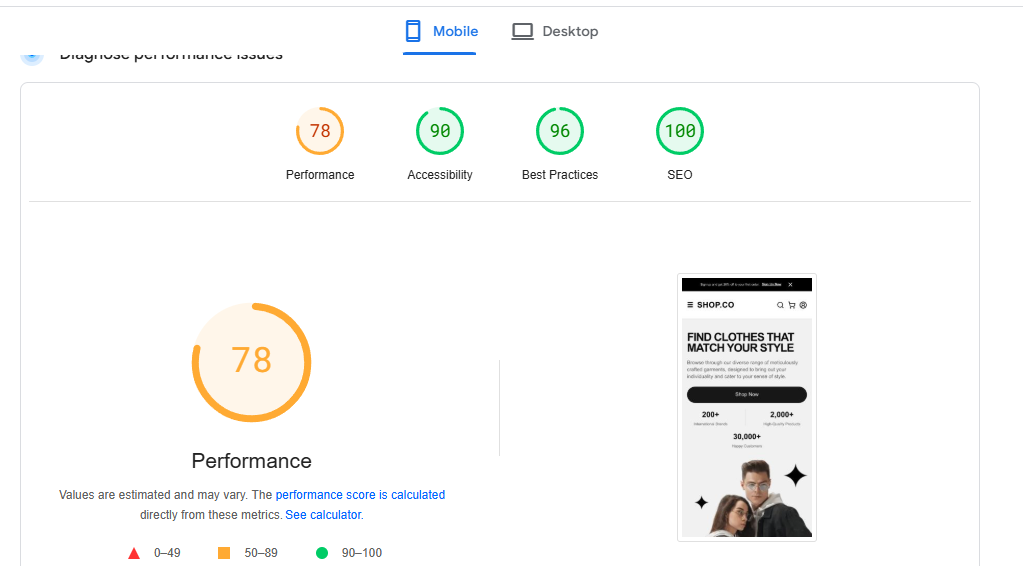 Mobile
Desktop
Diagnose performance issues
78
90
96
100
Performance
Accessibility
Best Practices
SEO
78
Performance
Values are estimated and may vary. The performance score is calculated
directly from these metrics. See calculator.
0–49
50–89
90–100
SHOP.CO
FIND CLOTHES THAT
MATCH YOUR STYLE
Browse through our diverse range of meticulously
crafted garments, designed to bring out your
individuality and cater to your sense of style.
Shop Now
200+
2,000+
International Brands
High-Quality Products
30,000+
Happy Customers